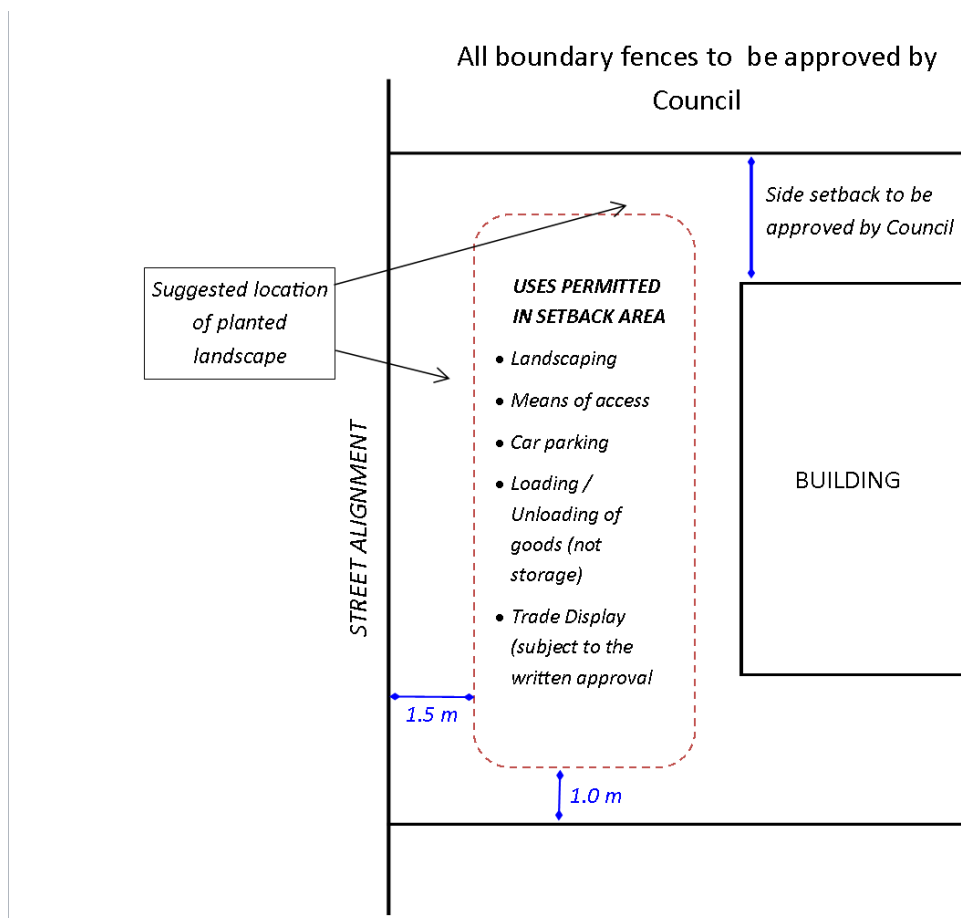 All boundary fences to be approved by
Council
Side setback to be
approved by Council
Suggested location
of planted
landscape
USES PERMITTED
IN SETBACK AREA
• Landscaping
• Means of access
• Car parking
• Loading /
Unloading of
goods (not
storage)
• Trade Display
(subject to the
written approval
BUILDING
STREET ALIGNMENT
1.5 m
1.0 m